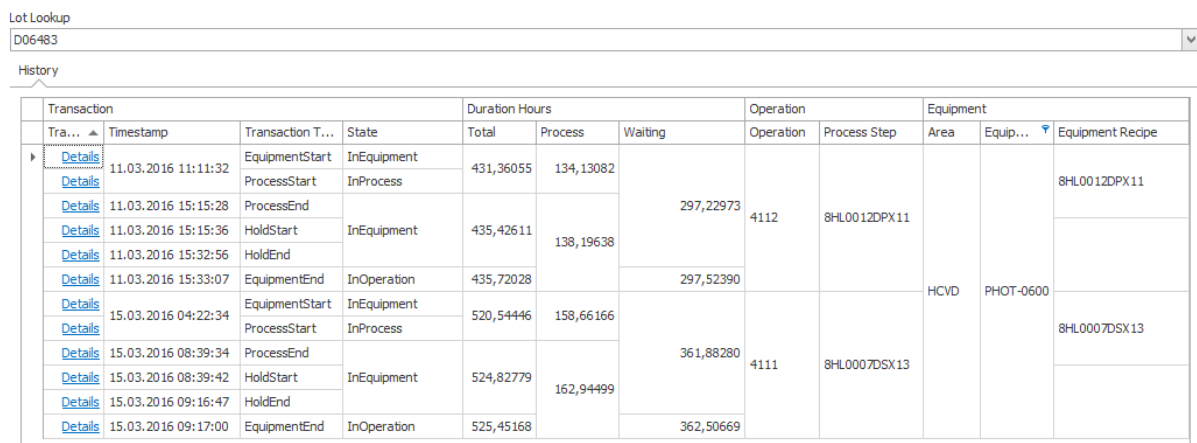 Lot Lookup
D06483
History
Transaction Duration Hours Operation Equipment
Tra... Timestamp Transaction T... State Total Process Waiting Operation Process Step Area Equip... Equipment Recipe
Details 11.03.2016 11:11:32 EquipmentStart InEquipment 431,36055 134,13082 297,22973 4112 8HL0012DPX11 HCVD PHOT-0600 8HL0012DPX11
Details ProcessStart InProcess
Details 11.03.2016 15:15:28 ProcessEnd InEquipment 435,42611 138,19638
Details 11.03.2016 15:15:36 HoldStart
Details 11.03.2016 15:32:56 HoldEnd
Details 11.03.2016 15:33:07 EquipmentEnd InOperation 435,72028 297,52390
Details 15.03.2016 04:22:34 EquipmentStart InEquipment 520,54446 158,66166 361,88280 4111 8HL0007DSX13 8HL0007DSX13
Details ProcessStart InProcess
Details 15.03.2016 08:39:34 ProcessEnd InEquipment 524,82779 162,94499
Details 15.03.2016 08:39:42 HoldStart
Details 15.03.2016 09:16:47 HoldEnd
Details 15.03.2016 09:17:00 EquipmentEnd InOperation 525,45168 362,50669